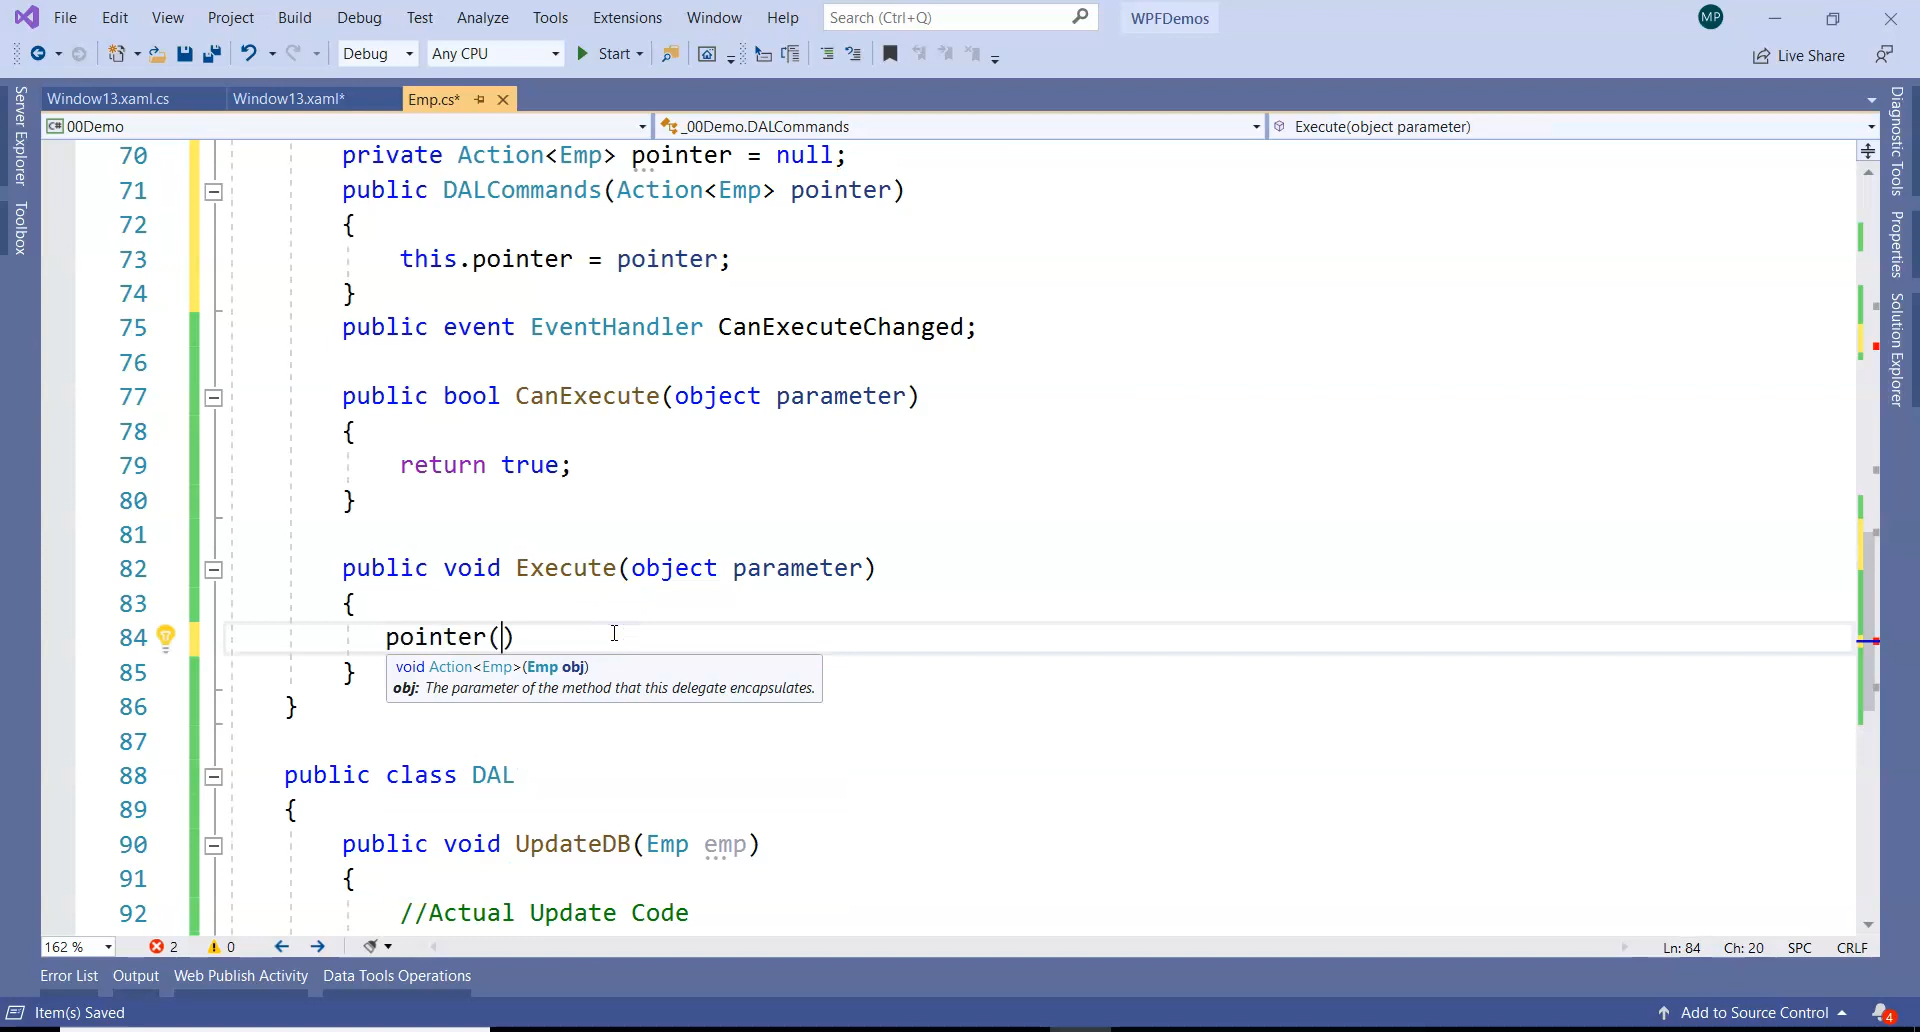 File Edit View Project Build Debug Test Analyze Tools Extensions Window Help Search (Ctrl+Q) WPFDemos MP
Debug Any CPU Start Live Share
Window13.xaml.cs Window13.xaml* Emp.cs*
C# 00Demo _00Demo.DALCommands Execute(object parameter)
Server Explorer
Toolbox
Diagnostic Tools
Properties
Solution Explorer
70 private Action<Emp> pointer = null;
71 public DALCommands(Action<Emp> pointer)
72 {
73 this.pointer = pointer;
74 }
75 public event EventHandler CanExecuteChanged;
76
77 public bool CanExecute(object parameter)
78 {
79 return true;
80 }
81
82 public void Execute(object parameter)
83 {
84 pointer()
void Action<Emp>(Emp obj)
obj: The parameter of the method that this delegate encapsulates.
85 }
86 }
87
88 public class DAL
89 {
90 public void UpdateDB(Emp emp)
91 {
92 //Actual Update Code
162 % 2 0 Ln: 84 Ch: 20 SPC CRLF
Error List Output Web Publish Activity Data Tools Operations
Item(s) Saved Add to Source Control 4